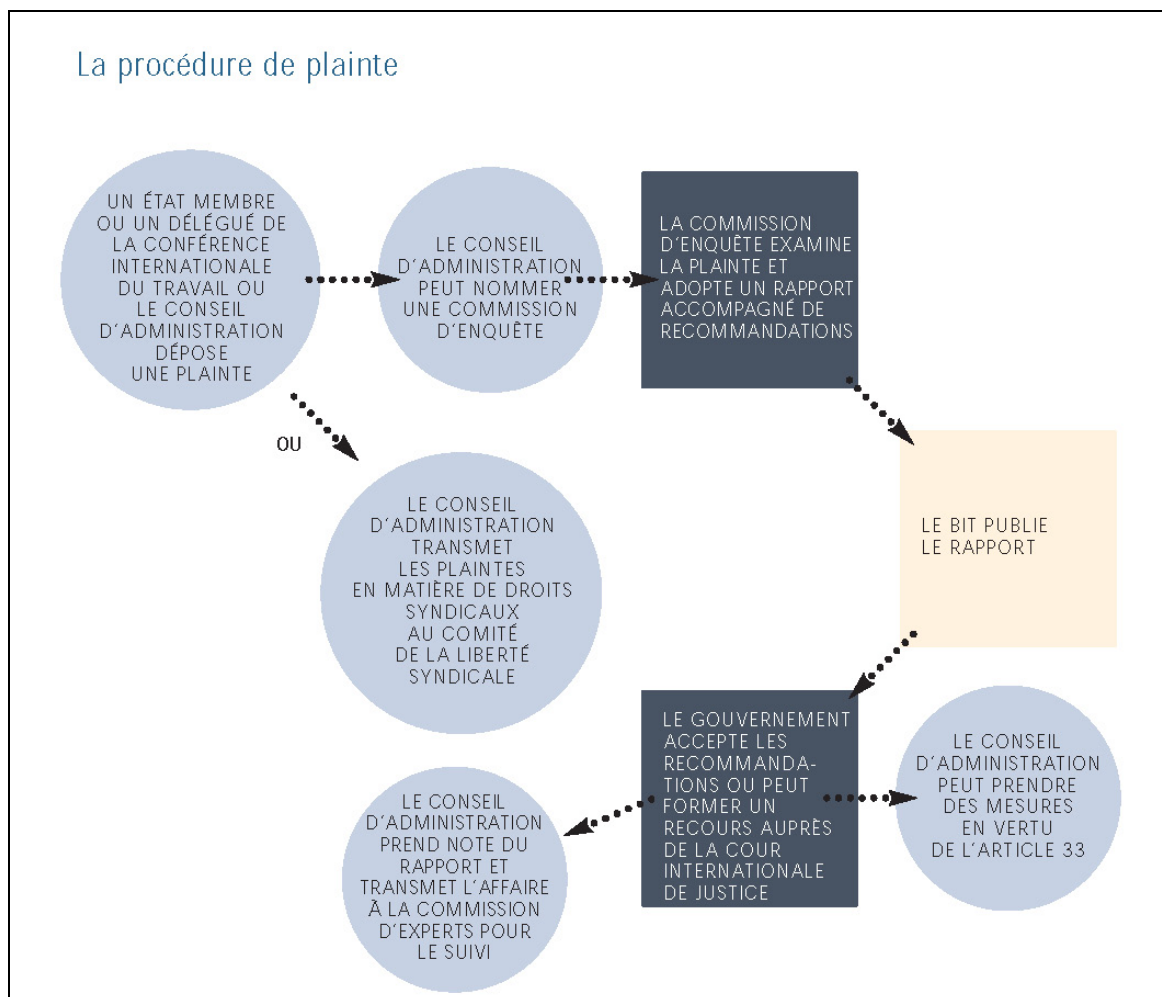 La procédure de plainte
UN ÉTAT MEMBRE
OU UN DÉLÉGUÉ DE
LA CONFÉRENCE
INTERNATIONALE
DU TRAVAIL OU
LE CONSEIL
D'ADMINISTRATION
DÉPOSE
UNE PLAINTE
LE CONSEIL
D'ADMINISTRATION
PEUT NOMMER
UNE COMMISSION
D'ENQUÊTE
LA COMMISSION
D'ENQUÊTE EXAMINE
LA PLAINTE ET
ADOPTE UN RAPPORT
ACCOMPAGNÉ DE
RECOMMANDATIONS
OU
LE CONSEIL
D'ADMINISTRATION
TRANSMET
LES PLAINTES
EN MATIÈRE DE DROITS
SYNDICAUX
AU COMITÉ
DE LA LIBERTÉ
SYNDICALE
LE BIT PUBLIE
LE RAPPORT
LE GOUVERNEMENT
ACCEPTE LES
RECOMMANDA-
TIONS OU PEUT
FORMER UN
RECOURS AUPRÈS
DE LA COUR
INTERNATIONALE
DE JUSTICE
LE CONSEIL
D'ADMINISTRATION
PEUT PRENDRE
DES MESURES
EN VERTU
DE L'ARTICLE 33
LE CONSEIL
D'ADMINISTRATION
PREND NOTE DU
RAPPORT ET
TRANSMET L'AFFAIRE
À LA COMMISSION
D'EXPERTS POUR
LE SUIVI